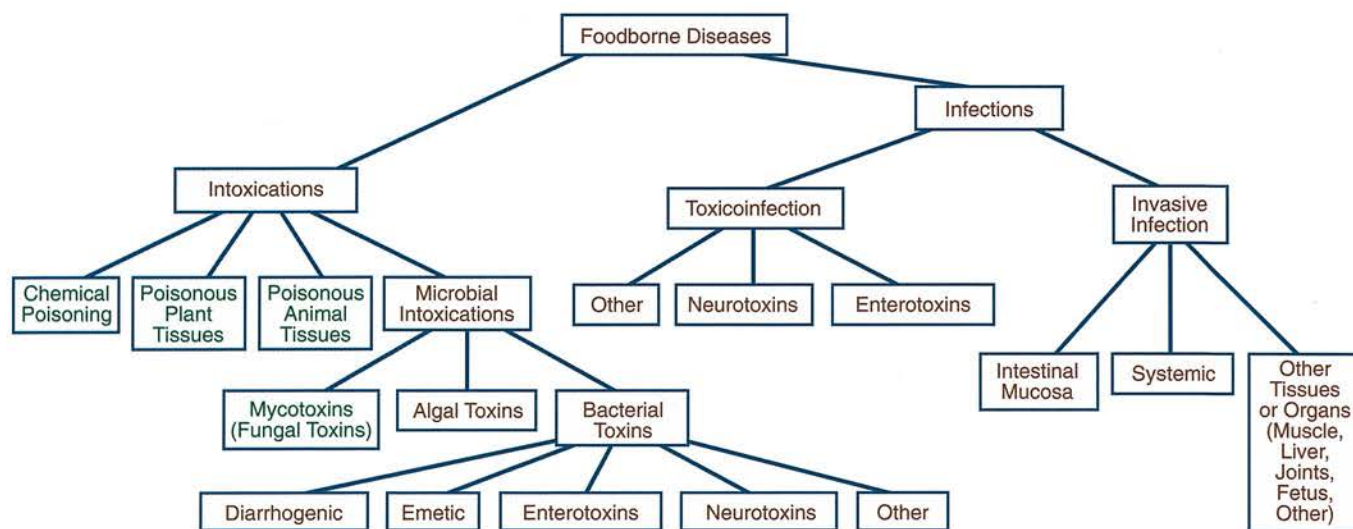 Foodborne Diseases
Infections
Intoxications
Toxicoinfection
Invasive
Infection
Chemical
Poisoning
Poisonous
Plant
Tissues
Poisonous
Animal
Tissues
Microbial
Intoxications
Other
Neurotoxins
Enterotoxins
Intestinal
Mucosa
Systemic
Other
Tissues
or Organs
(Muscle,
Liver,
Joints,
Fetus,
Other)
Mycotoxins
(Fungal Toxins)
Algal Toxins
Bacterial
Toxins
Diarrhogenic
Emetic
Enterotoxins
Neurotoxins
Other